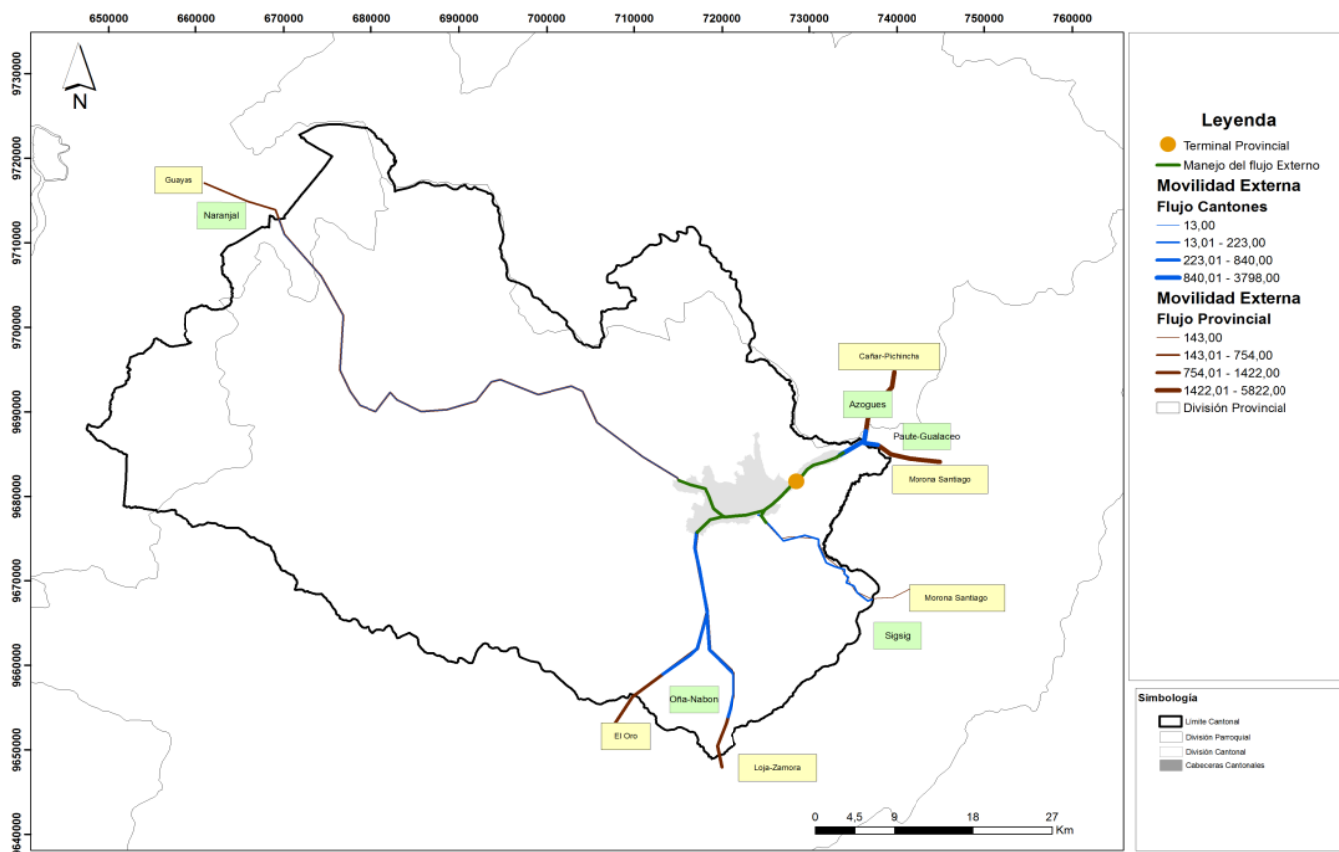 650000 660000 670000 680000 690000 700000 710000 720000 730000 740000 750000 760000
9730000
9720000
9710000
9700000
9690000
9680000
9670000
9660000
9650000
9640000
N
Guayas
Naranjal
Cañar-Pichincha
Azogues
Paute-Gualaceo
Morona Santiago
Morona Santiago
Sigsig
Oña-Nabon
El Oro
Loja-Zamora
0 4,5 9 18 27
Km
Leyenda
Terminal Provincial
Manejo del flujo Externo
Movilidad Externa
Flujo Cantones
13,00
13,01 - 223,00
223,01 - 840,00
840,01 - 3798,00
Movilidad Externa
Flujo Provincial
143,00
143,01 - 754,00
754,01 - 1422,00
1422,01 - 5822,00
División Provincial
Simbología
Límite Cantonal
División Parroquial
División Cantonal
Cabeceras Cantonales